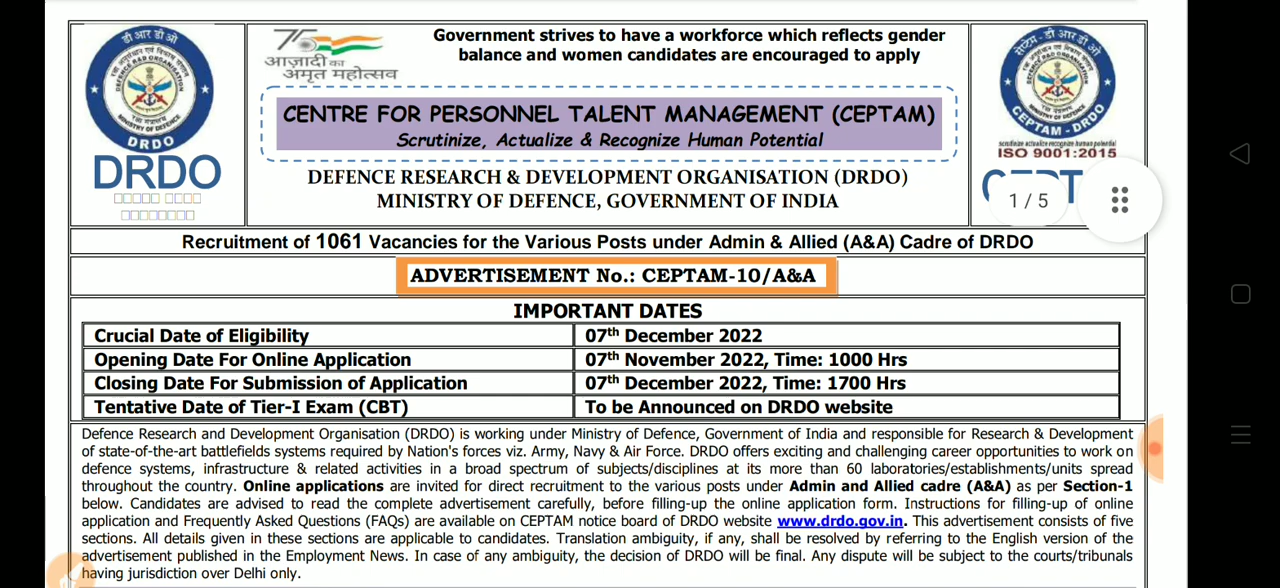 डी आर डी ओ
DEFENCE R&D ORGANISATION
MINISTRY OF DEFENCE
DRDO
DRDO
आज़ादी का
अमृत महोत्सव
Government strives to have a workforce which reflects gender
balance and women candidates are encouraged to apply
CENTRE FOR PERSONNEL TALENT MANAGEMENT (CEPTAM)
Scrutinize, Actualize & Recognize Human Potential
DEFENCE RESEARCH & DEVELOPMENT ORGANISATION (DRDO)
MINISTRY OF DEFENCE, GOVERNMENT OF INDIA
सेप्टम - डी आर डी ओ
CEPTAM - DRDO
scrutinize actualize recognize human potential
ISO 9001:2015
CEPT
1 / 5
Recruitment of 1061 Vacancies for the Various Posts under Admin & Allied (A&A) Cadre of DRDO
ADVERTISEMENT No.: CEPTAM-10/A&A
IMPORTANT DATES
Crucial Date of Eligibility 07th December 2022
Opening Date For Online Application 07th November 2022, Time: 1000 Hrs
Closing Date For Submission of Application 07th December 2022, Time: 1700 Hrs
Tentative Date of Tier-I Exam (CBT) To be Announced on DRDO website
Defence Research and Development Organisation (DRDO) is working under Ministry of Defence, Government of India and responsible for Research & Development
of state-of-the-art battlefields systems required by Nation's forces viz. Army, Navy & Air Force. DRDO offers exciting and challenging career opportunities to work on
defence systems, infrastructure & related activities in a broad spectrum of subjects/disciplines at its more than 60 laboratories/establishments/units spread
throughout the country. Online applications are invited for direct recruitment to the various posts under Admin and Allied cadre (A&A) as per Section-1
below. Candidates are advised to read the complete advertisement carefully, before filling-up the online application form. Instructions for filling-up of online
application and Frequently Asked Questions (FAQs) are available on CEPTAM notice board of DRDO website www.drdo.gov.in. This advertisement consists of five
sections. All details given in these sections are applicable to candidates. Translation ambiguity, if any, shall be resolved by referring to the English version of the
advertisement published in the Employment News. In case of any ambiguity, the decision of DRDO will be final. Any dispute will be subject to the courts/tribunals
having jurisdiction over Delhi only.